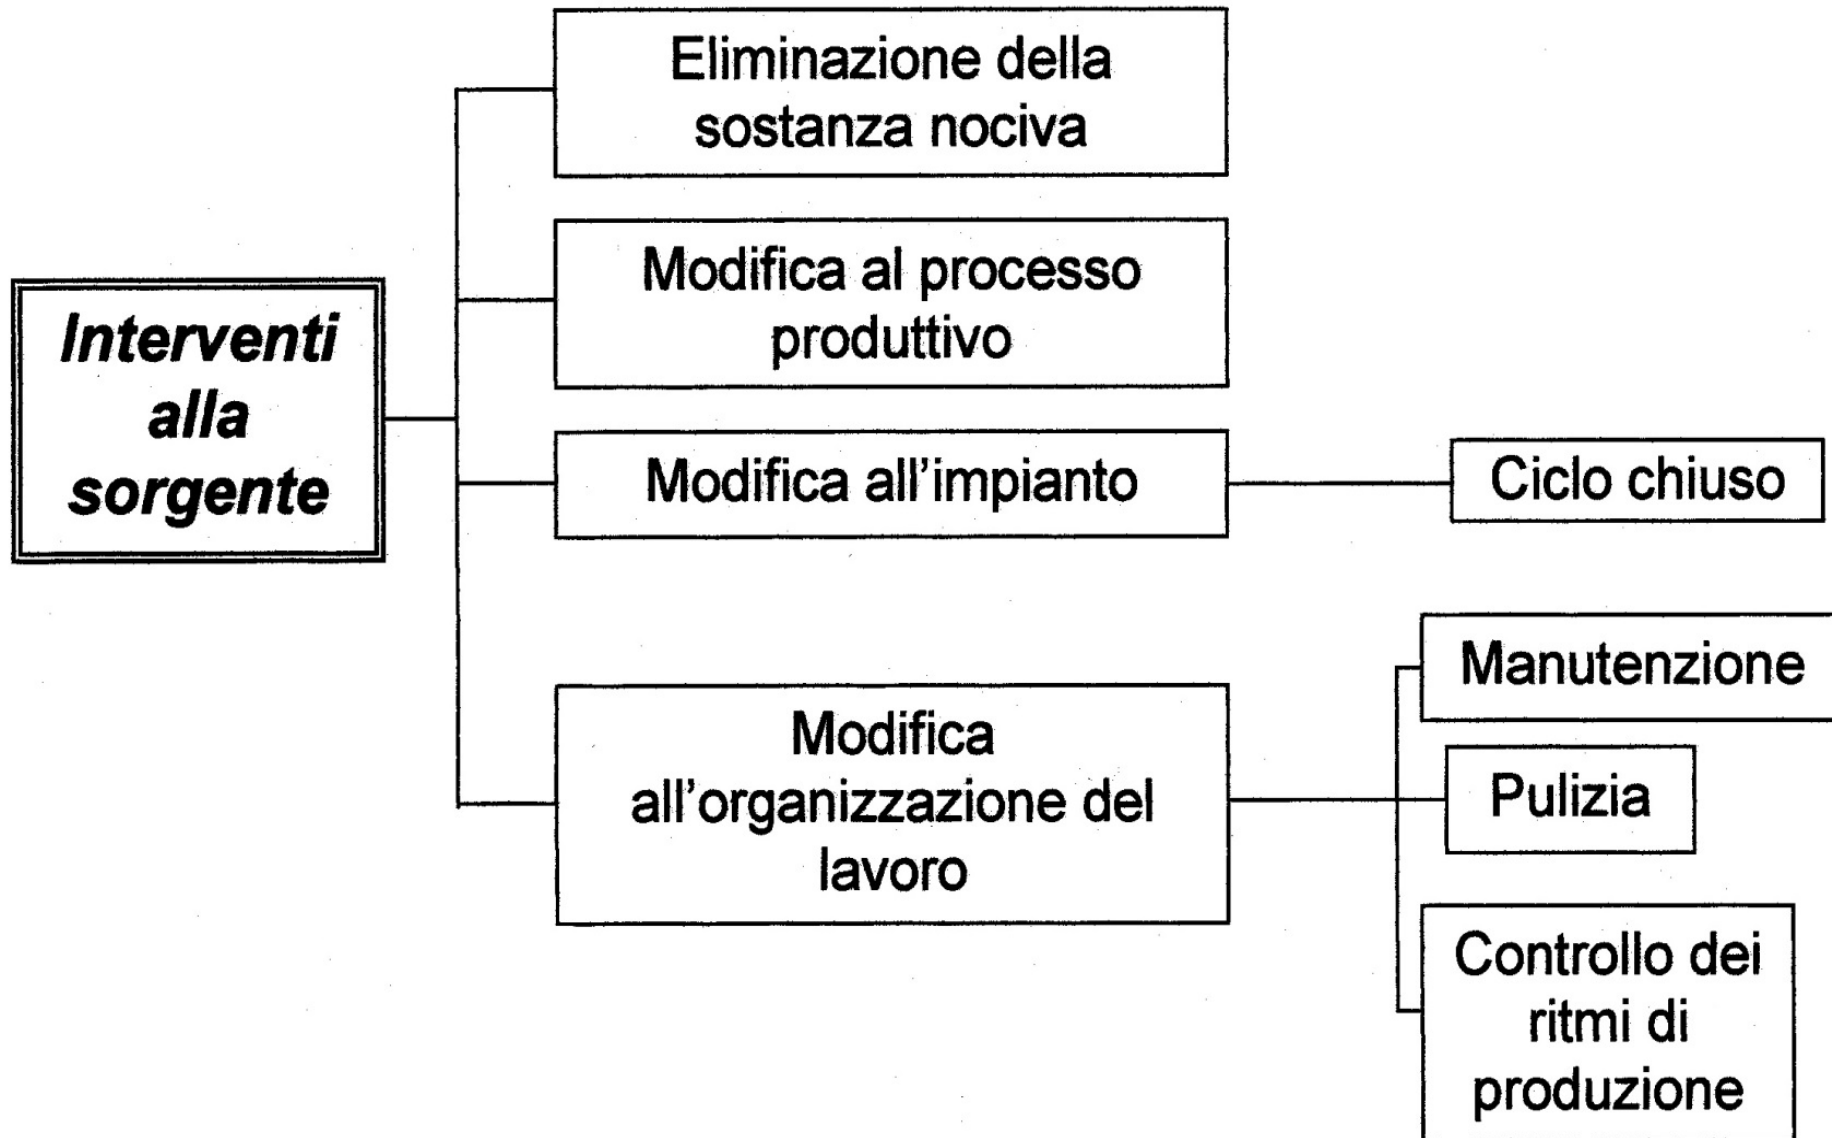 Interventi
alla
sorgente
Eliminazione della
sostanza nociva
Modifica al processo
produttivo
Modifica all'impianto
Ciclo chiuso
Modifica
all'organizzazione del
lavoro
Manutenzione
Pulizia
Controllo dei
ritmi di
produzione